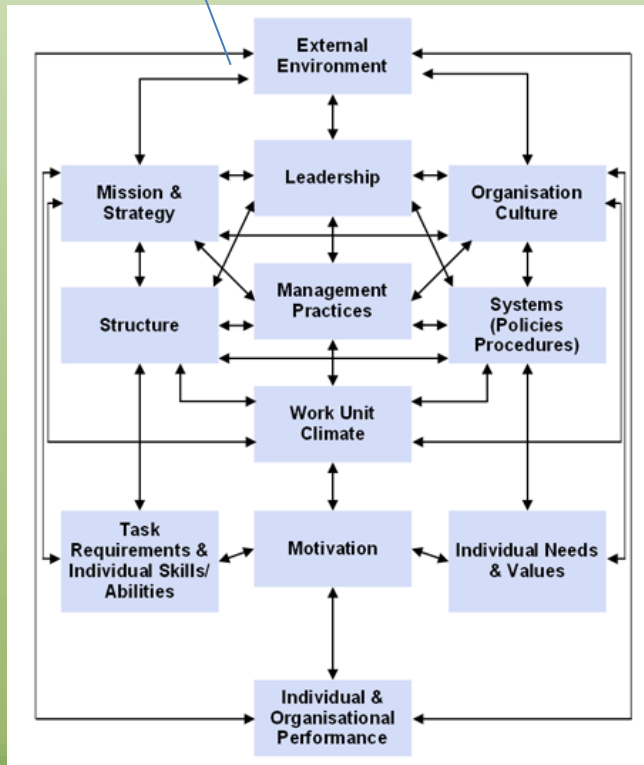 External
Environment
Leadership
Mission &
Strategy
Organisation
Culture
Management
Practices
Structure
Systems
(Policies
Procedures)
Work Unit
Climate
Task
Requirements &
Individual Skills/
Abilities
Motivation
Individual Needs
& Values
Individual &
Organisational
Performance